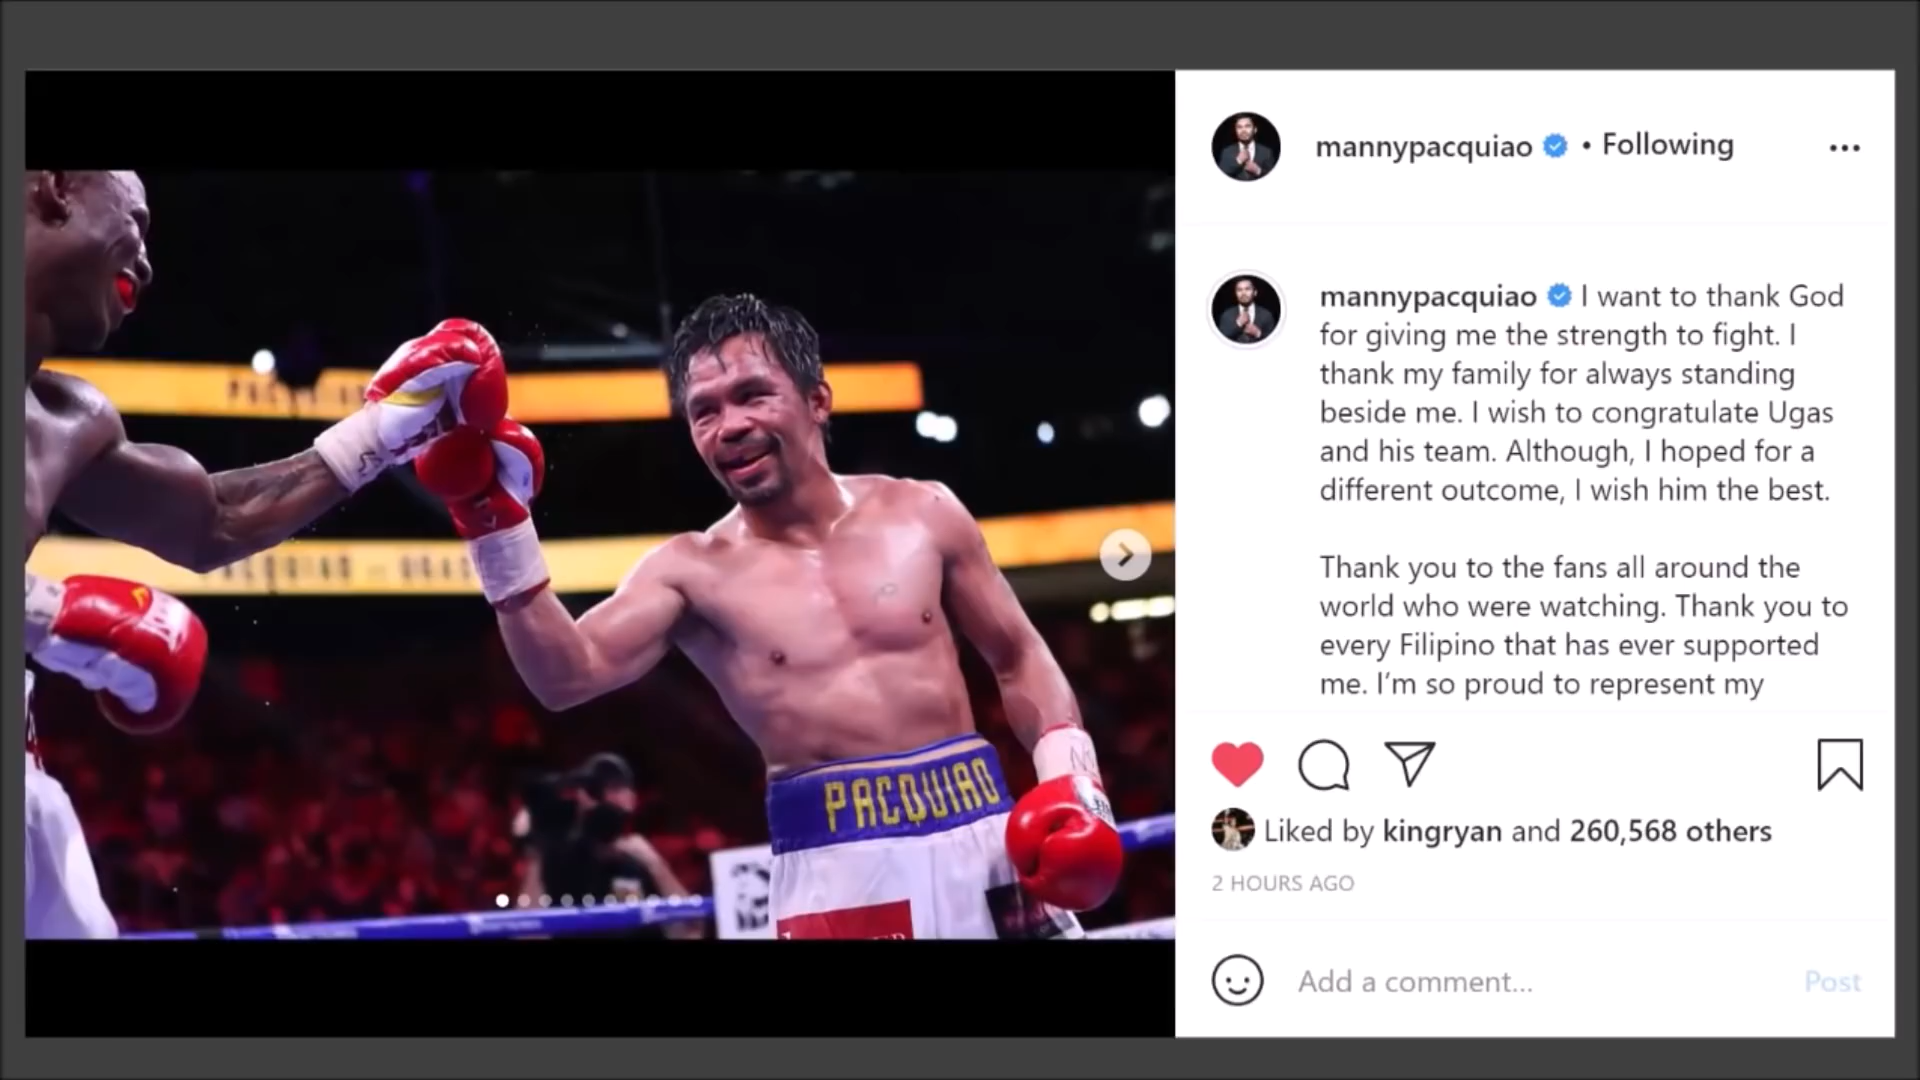 mannypacquiao • Following
mannypacquiao I want to thank God
for giving me the strength to fight. I
thank my family for always standing
beside me. I wish to congratulate Ugas
and his team. Although, I hoped for a
different outcome, I wish him the best.
Thank you to the fans all around the
world who were watching. Thank you to
every Filipino that has ever supported
me. I'm so proud to represent my
PACQUIAO
Liked by kingryan and 260,568 others
2 HOURS AGO
Add a comment...
Post